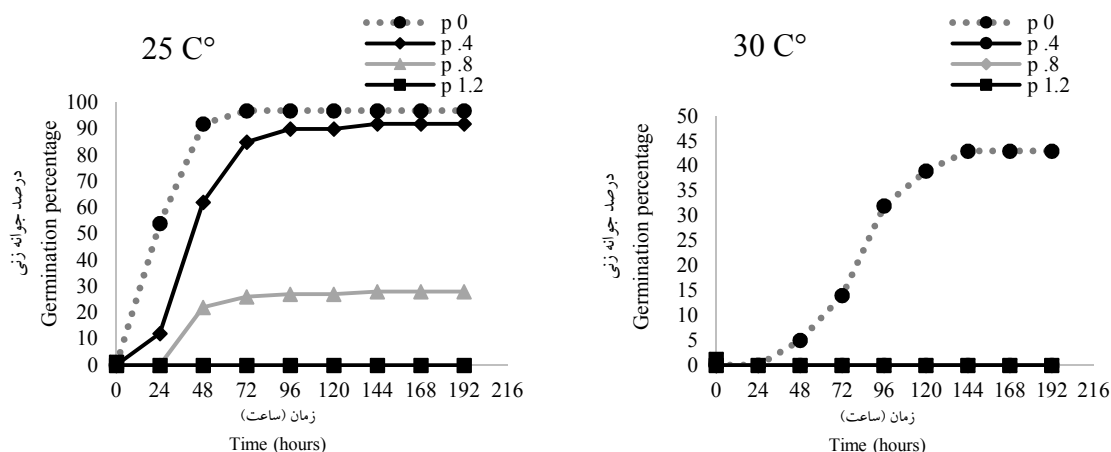 25 C°
p 0
p .4
p .8
p 1.2
100
90
80
70
60
50
40
30
20
10
0
درصد جوانه زنی
Germination percentage
0 24 48 72 96 120 144 168 192 216
زمان (ساعت)
Time (hours)
30 C°
p 0
p .4
p .8
p 1.2
50
45
40
35
30
25
20
15
10
5
0
درصد جوانه زنی
Germination percentage
0 24 48 72 96 120 144 168 192 216
زمان (ساعت)
Time (hours)